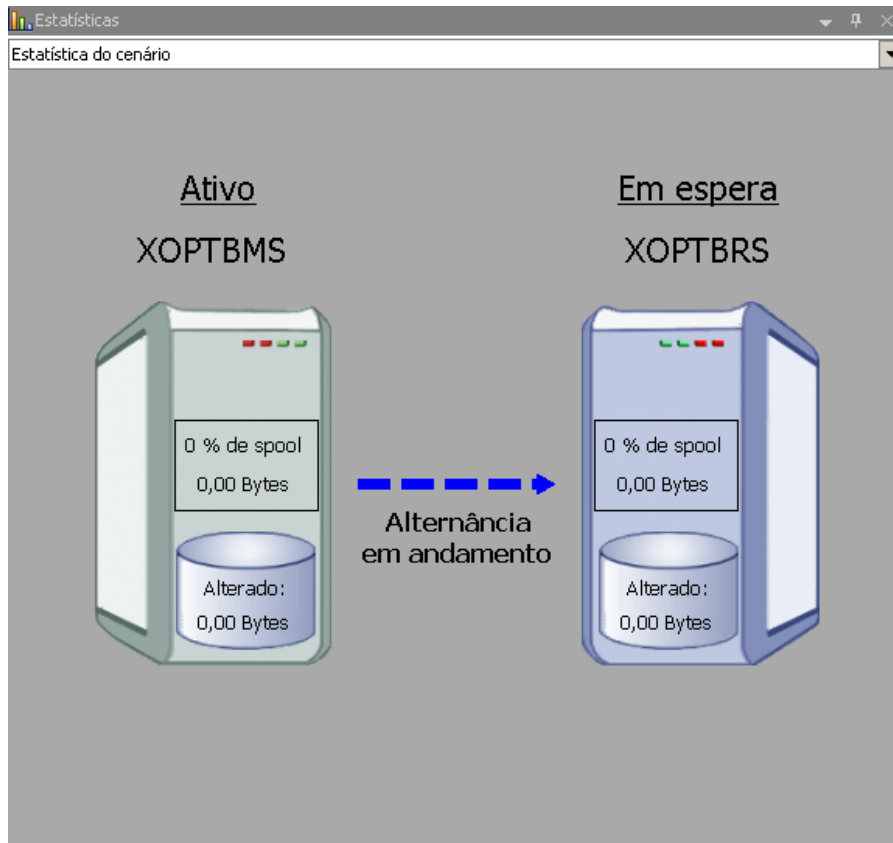 Estatísticas
Estatística do cenário
Ativo
Em espera
XOPTBMS
XOPTBRS
0 % de spool
0,00 Bytes
0 % de spool
0,00 Bytes
Alternância
em andamento
Alterado:
0,00 Bytes
Alterado:
0,00 Bytes